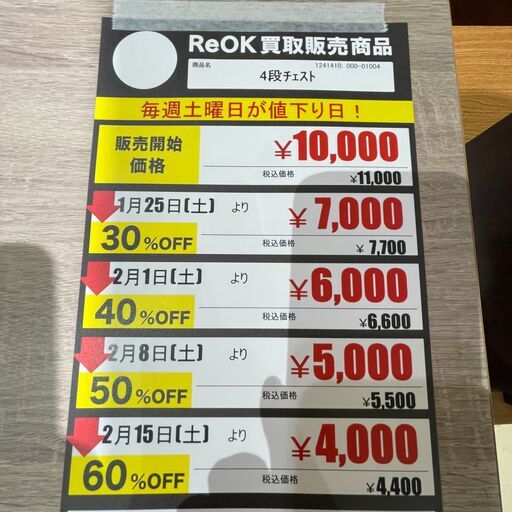 ReOK 買取販売商品
商品名 1241410: 000-01004
4段チェスト
毎週土曜日が値下り日！
販売開始
価格
¥10,000
税込価格 ¥11,000
1月25日(土) より
30%OFF
¥7,000
税込価格 ¥7,700
2月1日(土) より
40%OFF
¥6,000
税込価格 ¥6,600
2月8日(土) より
50%OFF
¥5,000
税込価格 ¥5,500
2月15日(土) より
60%OFF
¥4,000
税込価格 ¥4,400